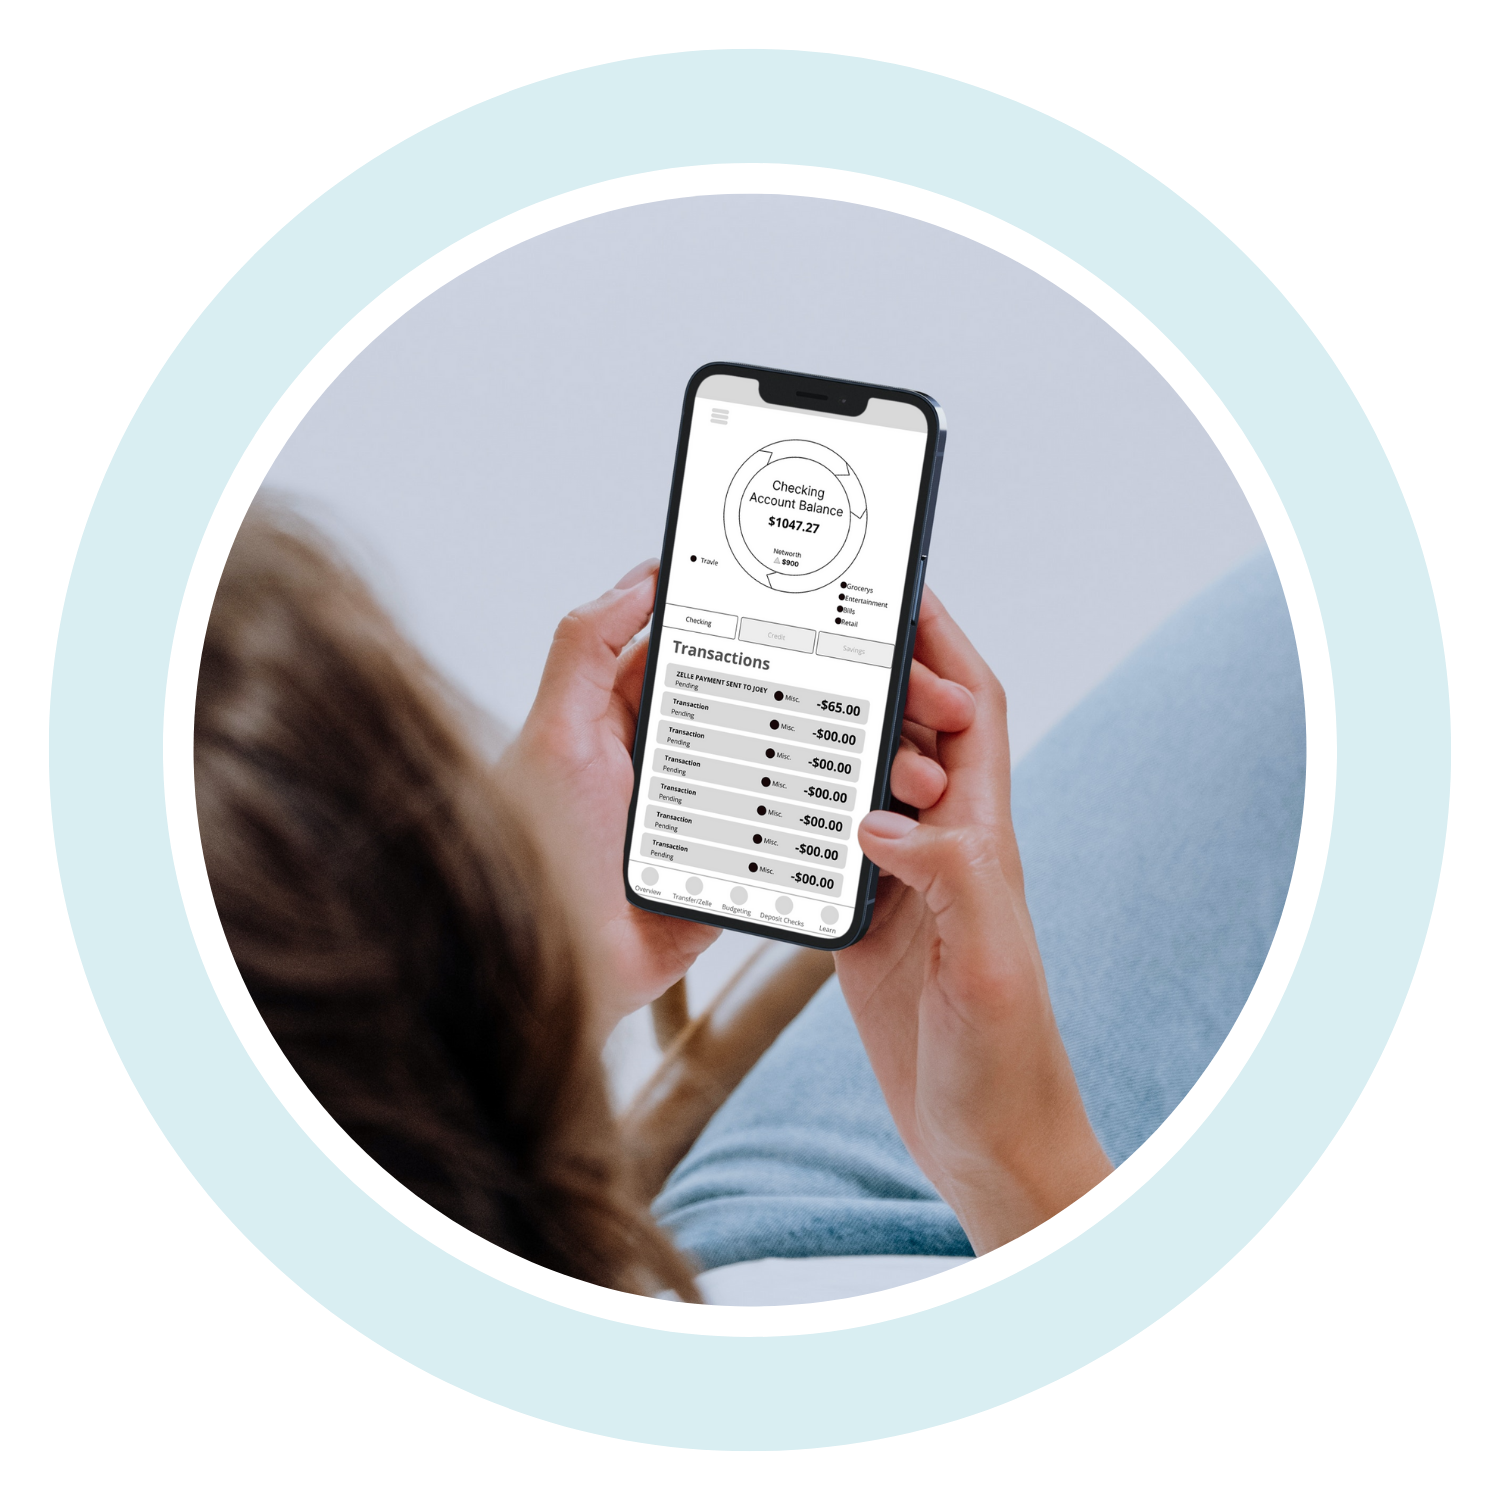 Checking
Account Balance
$1047.27
Networth
$900
Travle
Grocerys
Entertainment
Bills
Retail
Checking
Credit
Savings
Transactions
ZELLE PAYMENT SENT TO JOEY
Pending
Misc.
-$65.00
Transaction
Pending
Misc.
-$00.00
Transaction
Pending
Misc.
-$00.00
Transaction
Pending
Misc.
-$00.00
Transaction
Pending
Misc.
-$00.00
Transaction
Pending
Misc.
-$00.00
Transaction
Pending
Misc.
-$00.00
Overview
Transfer/Zelle
Budgeting
Deposit Checks
Learn